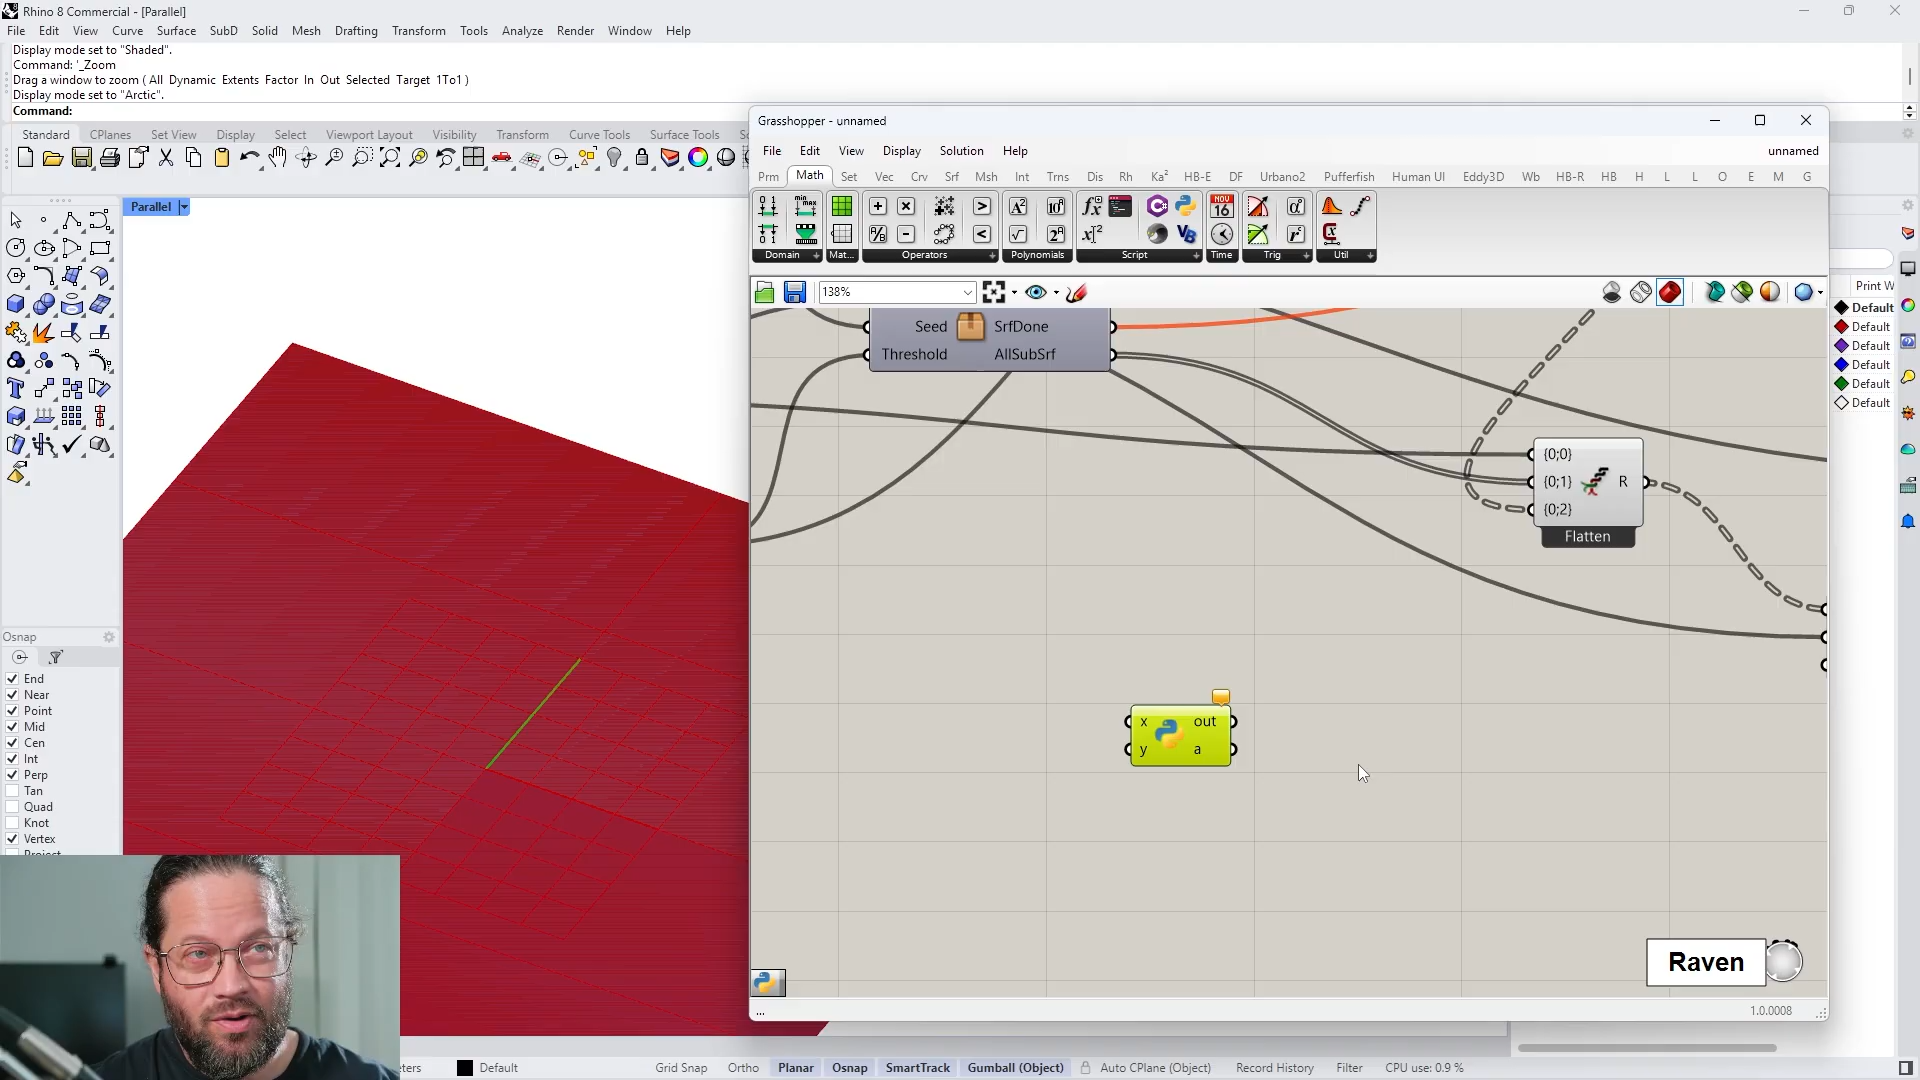 Rhino 8 Commercial - [Parallel]
File Edit View Curve Surface SubD Solid Mesh Drafting Transform Tools Analyze Render Window Help
Display mode set to "Shaded".
Command: '_Zoom
Drag a window to zoom ( All Dynamic Extents Factor In Out Selected Target 1To1 )
Display mode set to "Arctic".
Command:
Standard CPlanes Set View Display Select Viewport Layout Visibility Transform Curve Tools Surface Tools
Parallel
Grasshopper - unnamed
File Edit View Display Solution Help unnamed
Prm Math Set Vec Crv Srf Msh Int Trns Dis Rh Ka² HB-E DF Urbano2 Pufferfish Human UI Eddy3D Wb HB-R HB H L L O E M G
Domain Mat... Operators Polynomials Script Time Trig Util
138%
Seed SrfDone
Threshold AllSubSrf
{0;0}
{0;1} R
{0;2}
Flatten
x out
y a
Raven
... 1.0.0008
Print W
Default
Default
Default
Default
Default
Default
Osnap
End
Near
Point
Mid
Cen
Int
Perp
Tan
Quad
Knot
Vertex
Project
Default Grid Snap Ortho Planar Osnap SmartTrack Gumball (Object) Auto CPlane (Object) Record History Filter CPU use: 0.9 %